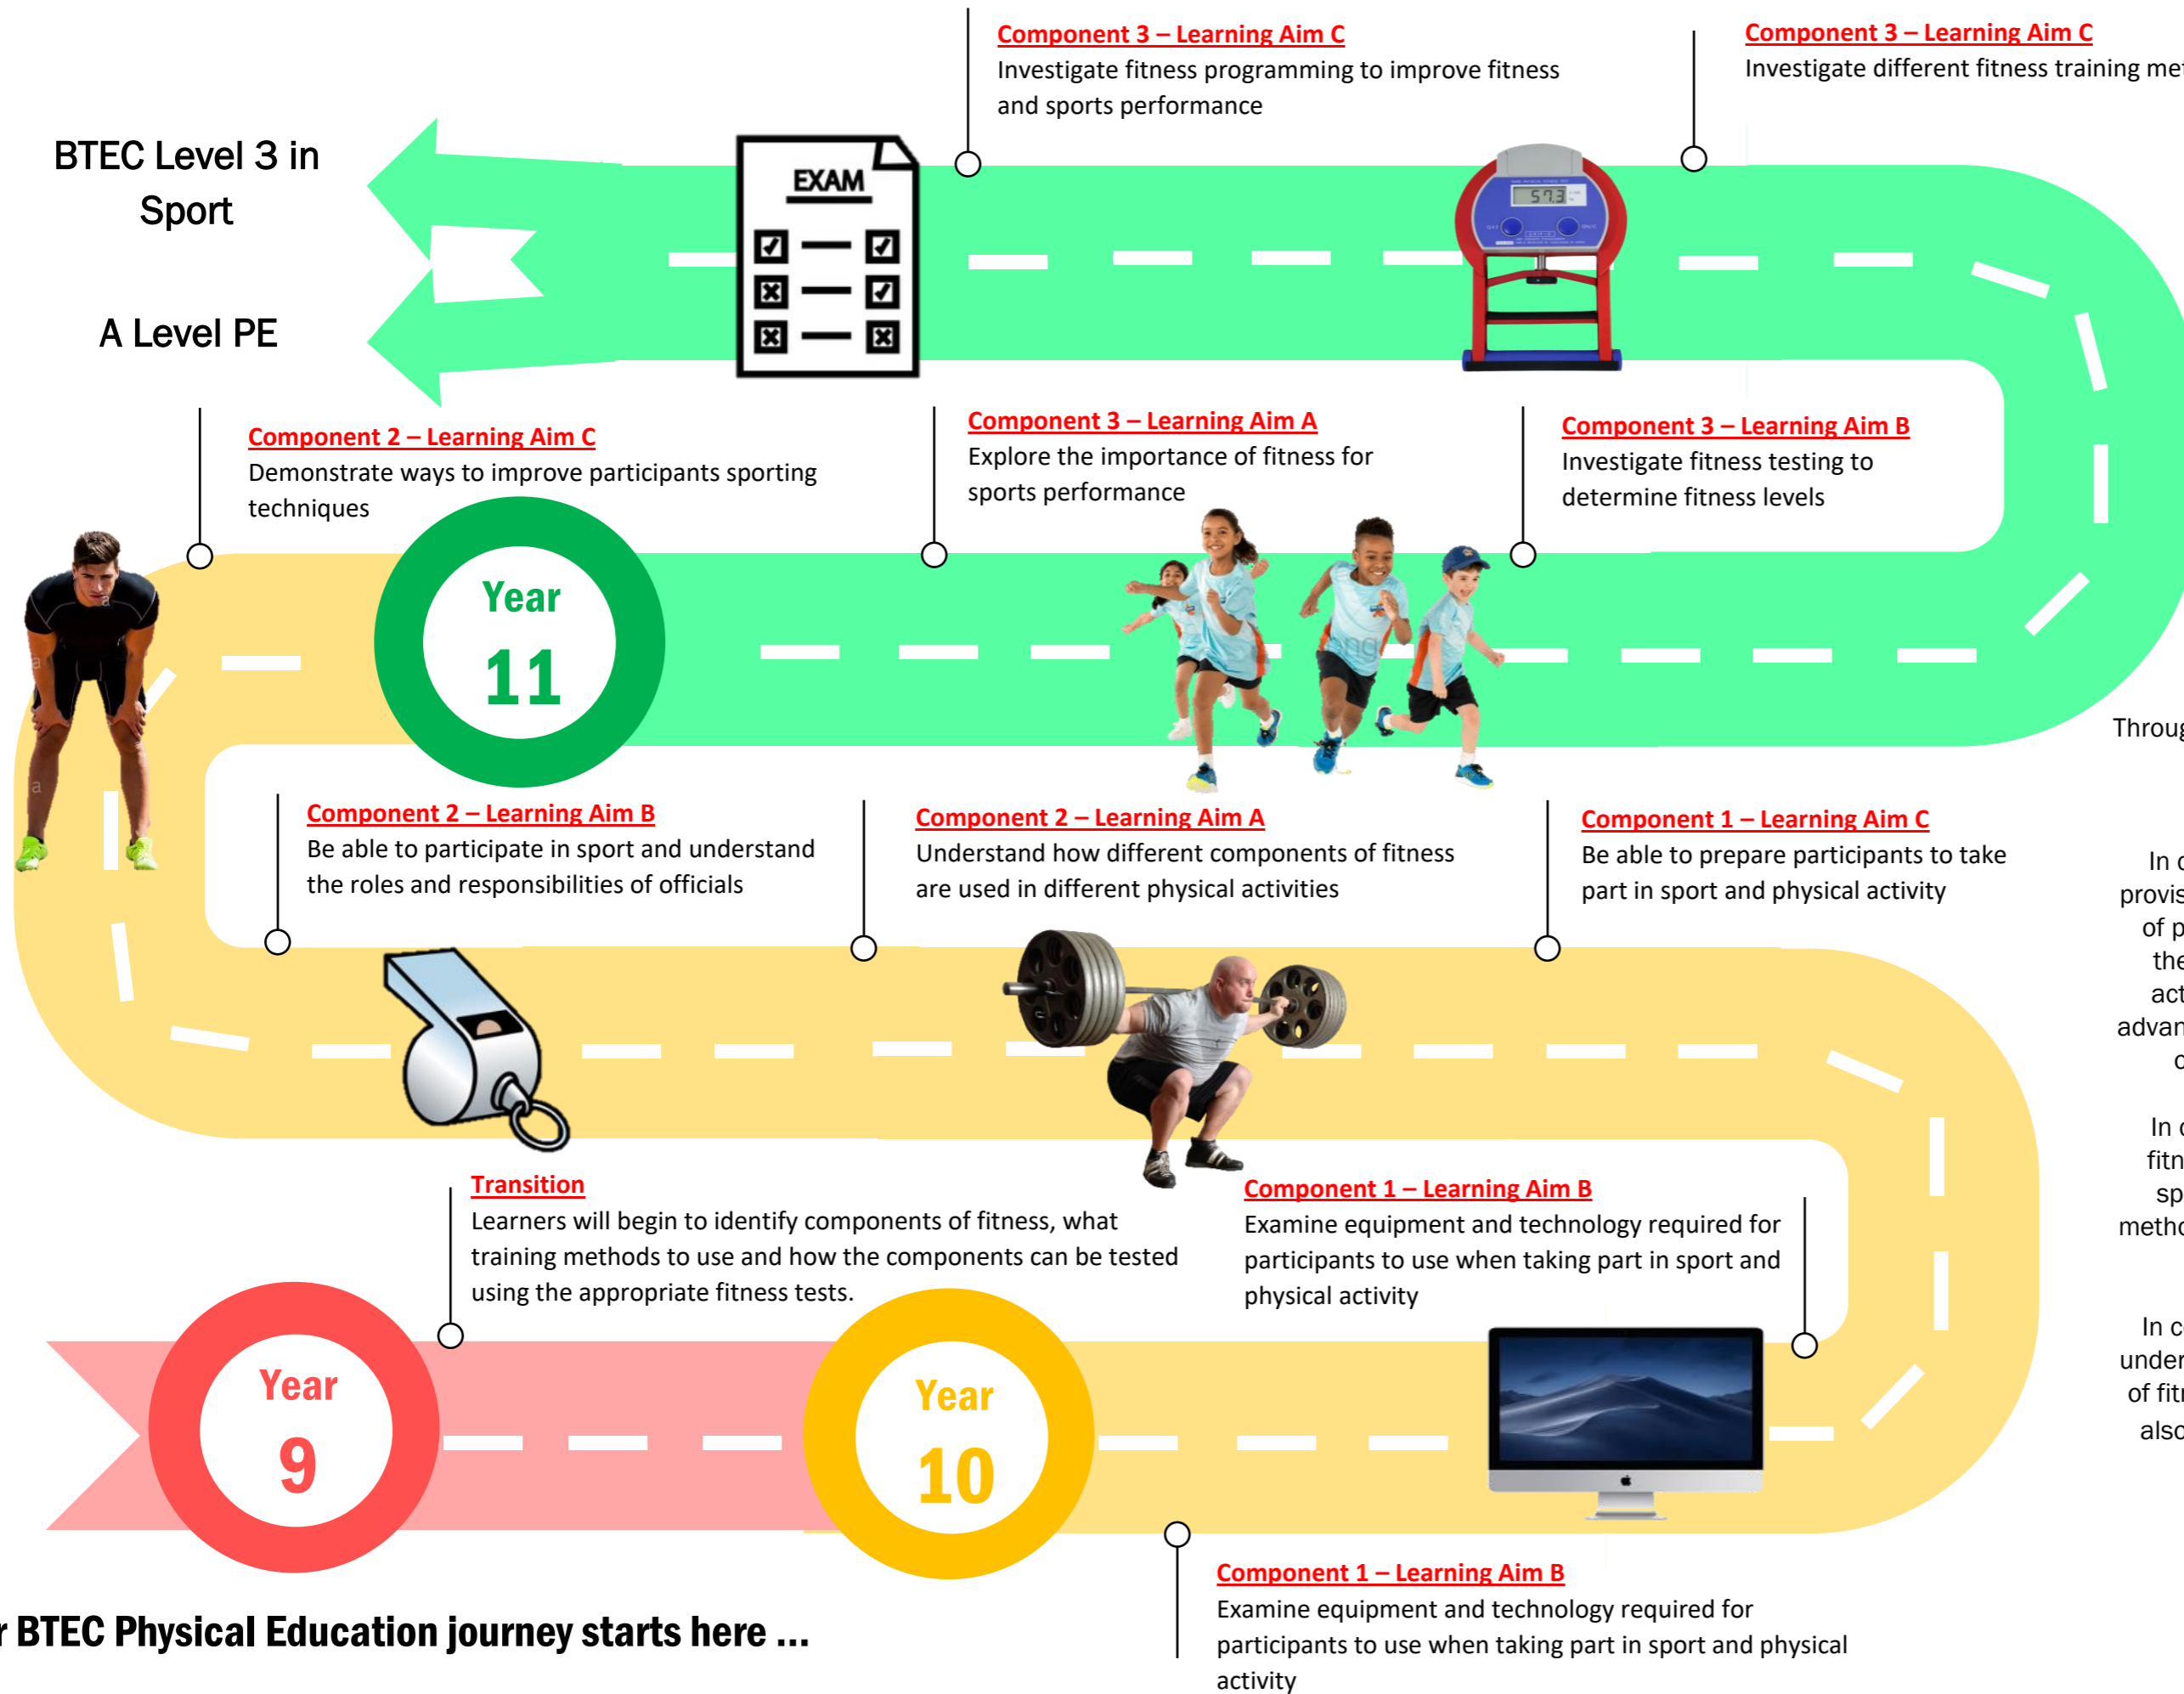 Component 3 – Learning Aim C
Investigate fitness programming to improve fitness
and sports performance
Component 3 – Learning Aim C
Investigate different fitness training
BTEC Level 3 in
Sport
A Level PE
EXAM
57.3
Component 2 – Learning Aim C
Demonstrate ways to improve participants sporting
techniques
Component 3 – Learning Aim A
Explore the importance of fitness for
sports performance
Component 3 – Learning Aim B
Investigate fitness testing to
determine fitness levels
Year
11
Component 2 – Learning Aim B
Be able to participate in sport and understand
the roles and responsibilities of officials
Component 2 – Learning Aim A
Understand how different components of fitness
are used in different physical activities
Component 1 – Learning Aim C
Be able to prepare participants to take
part in sport and physical activity
In
of
In
In
under
of
also
Transition
Learners will begin to identify components of fitness, what
training methods to use and how the components can be tested
using the appropriate fitness tests.
Component 1 – Learning Aim B
Examine equipment and technology required for
participants to use when taking part in sport and
physical activity
Year
9
Year
10
Component 1 – Learning Aim B
Examine equipment and technology required for
participants to use when taking part in sport and physical
activity
BTEC Physical Education journey starts here ...